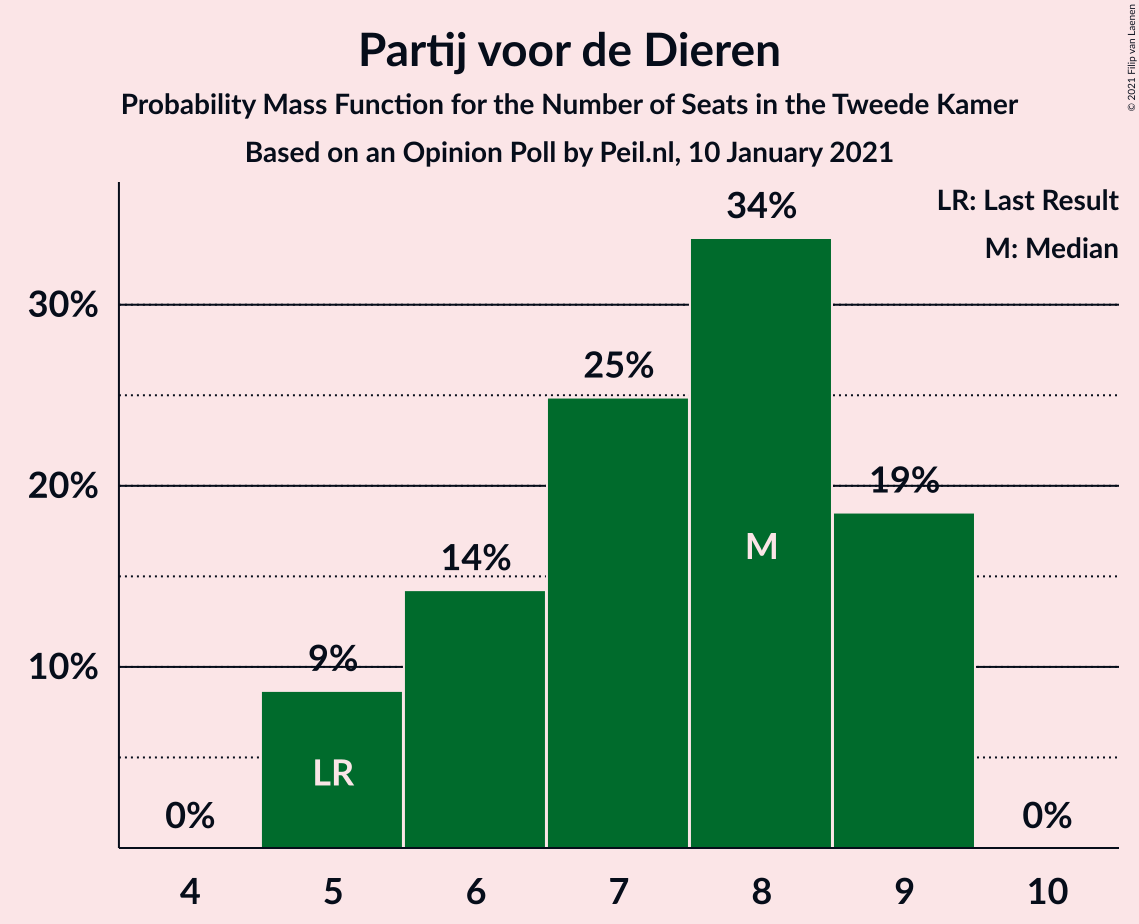 Partij voor de Dieren
Probability Mass Function for the Number of Seats in the Tweede Kamer
Based on an Opinion Poll by Peil.nl, 10 January 2021
© 2021 Filip van Laenen
LR: Last Result
M: Median
34%
30%
25%
20%
19%
M
14%
10%
9%
LR
0%
0%
4 5 6 7 8 9 10